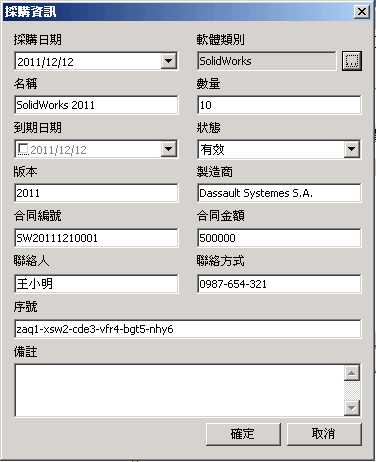 採購資訊
採購日期 軟體類別
2011/12/12 SolidWorks ...
名稱 數量
SolidWorks 2011 10
到期日期 狀態
2011/12/12 有效
版本 製造商
2011 Dassault Systemes S.A.
合同編號 合同金額
SW20111210001 500000
聯絡人 聯絡方式
王小明 0987-654-321
序號
zaq1-xsw2-cde3-vfr4-bgt5-nhy6
備註
確定 取消